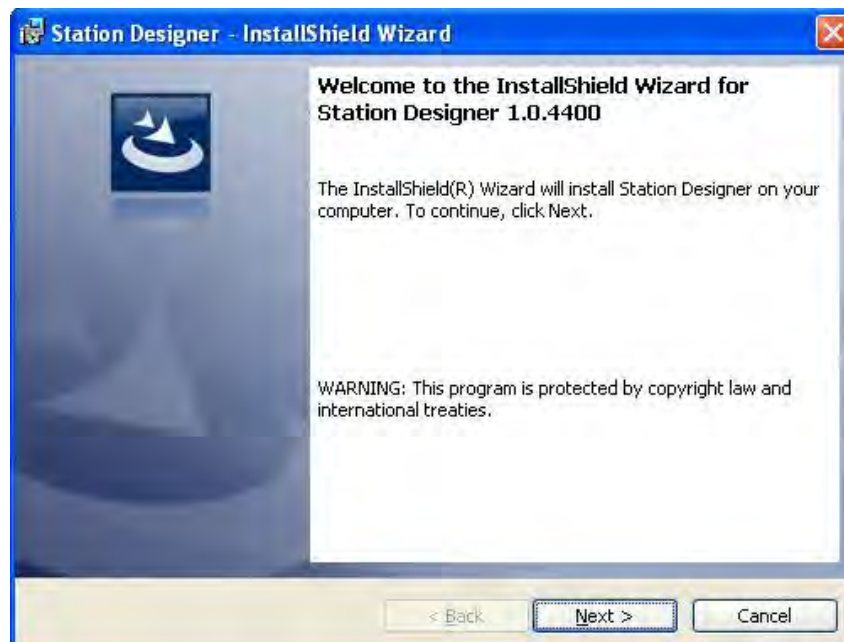 Station Designer - InstallShield Wizard
Welcome to the InstallShield Wizard for
Station Designer 1.0.4400
The InstallShield(R) Wizard will install Station Designer on your
computer. To continue, click Next.
WARNING: This program is protected by copyright law and
international treaties.
< Back
Next >
Cancel